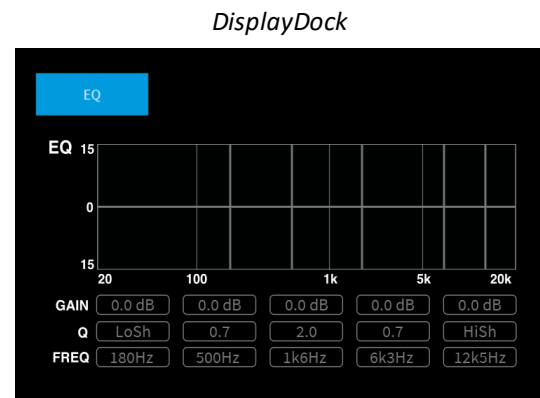 DisplayDock
EQ
EQ 15
0
15
20 100 1k 5k 20k
GAIN 0.0 dB 0.0 dB 0.0 dB 0.0 dB 0.0 dB
Q LoSh 0.7 2.0 0.7 HiSh
FREQ 180Hz 500Hz 1k6Hz 6k3Hz 12k5Hz